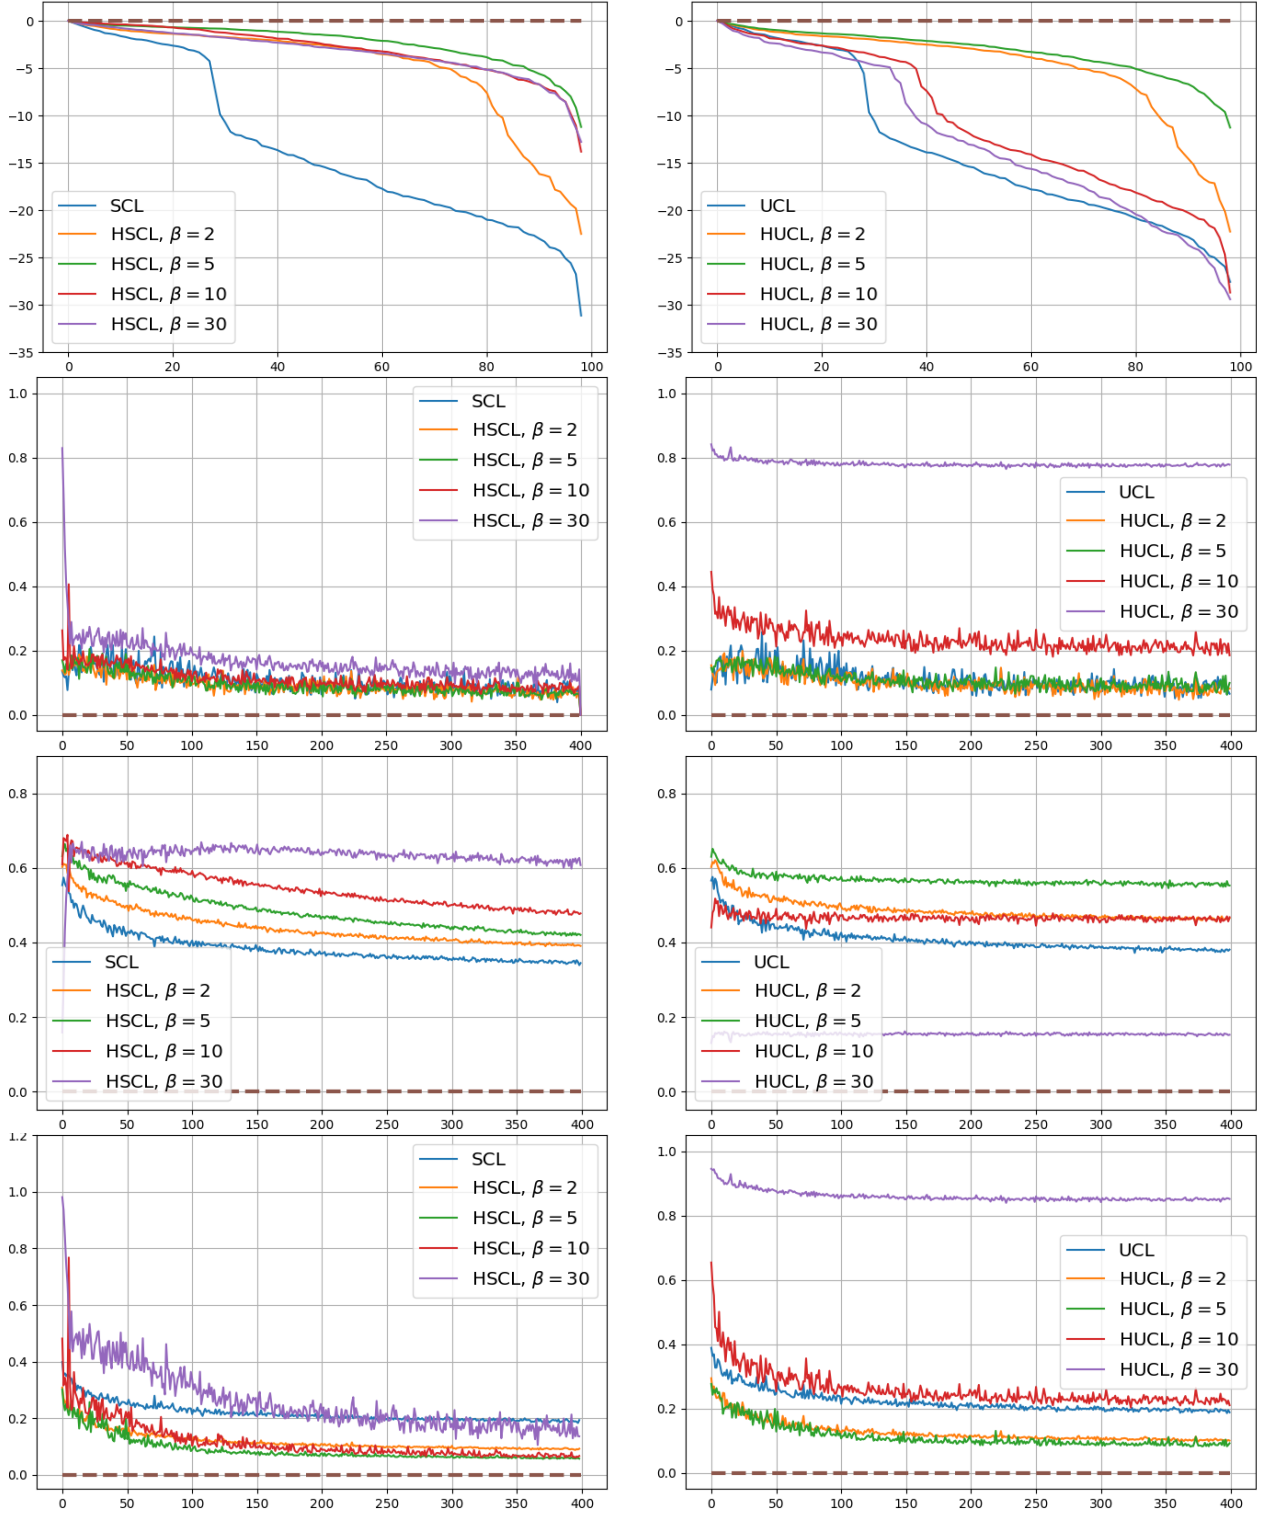 0
−5
−10
−15
−20
−25
−30
−35
0 20 40 60 80 100
SCL
HSCL, β = 2
HSCL, β = 5
HSCL, β = 10
HSCL, β = 30
0
−5
−10
−15
−20
−25
−30
−35
0 20 40 60 80 100
UCL
HUCL, β = 2
HUCL, β = 5
HUCL, β = 10
HUCL, β = 30
1.0
0.8
0.6
0.4
0.2
0.0
0 50 100 150 200 250 300 350 400
SCL
HSCL, β = 2
HSCL, β = 5
HSCL, β = 10
HSCL, β = 30
1.0
0.8
0.6
0.4
0.2
0.0
0 50 100 150 200 250 300 350 400
UCL
HUCL, β = 2
HUCL, β = 5
HUCL, β = 10
HUCL, β = 30
0.8
0.6
0.4
0.2
0.0
0 50 100 150 200 250 300 350 400
SCL
HSCL, β = 2
HSCL, β = 5
HSCL, β = 10
HSCL, β = 30
0.8
0.6
0.4
0.2
0.0
0 50 100 150 200 250 300 350 400
UCL
HUCL, β = 2
HUCL, β = 5
HUCL, β = 10
HUCL, β = 30
1.2
1.0
0.8
0.6
0.4
0.2
0.0
0 50 100 150 200 250 300 350 400
SCL
HSCL, β = 2
HSCL, β = 5
HSCL, β = 10
HSCL, β = 30
1.0
0.8
0.6
0.4
0.2
0.0
0 50 100 150 200 250 300 350 400
UCL
HUCL, β = 2
HUCL, β = 5
HUCL, β = 10
HUCL, β = 30